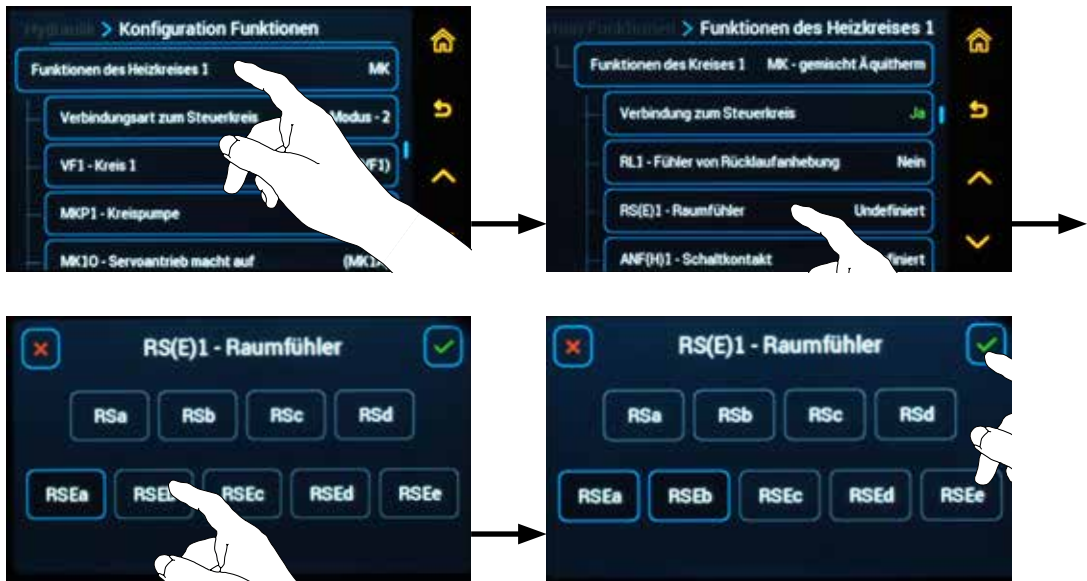 > Konfiguration Funktionen
Funktionen des Heizkreises 1 MK
Verbindungsart zum Steuerkreis Modus - 2
VF1 - Kreis 1
MKP1 - Kreispumpe
MK1O - Servoantrieb macht auf
> Funktionen des Heizkreises 1
Funktionen des Kreises 1 MK - gemischt Äquitherm
Verbindung zum Steuerkreis Ja
RL1 - Fühler von Rücklaufanhebung Nein
RS(E)1 - Raumfühler Undefiniert
ANF(H)1 - Schaltkontakt
RS(E)1 - Raumfühler
RSa RSb RSc RSd
RSEa RSEc RSEd RSEe
RS(E)1 - Raumfühler
RSa RSb RSc RSd
RSEa RSEb RSEc RSEd RSEe